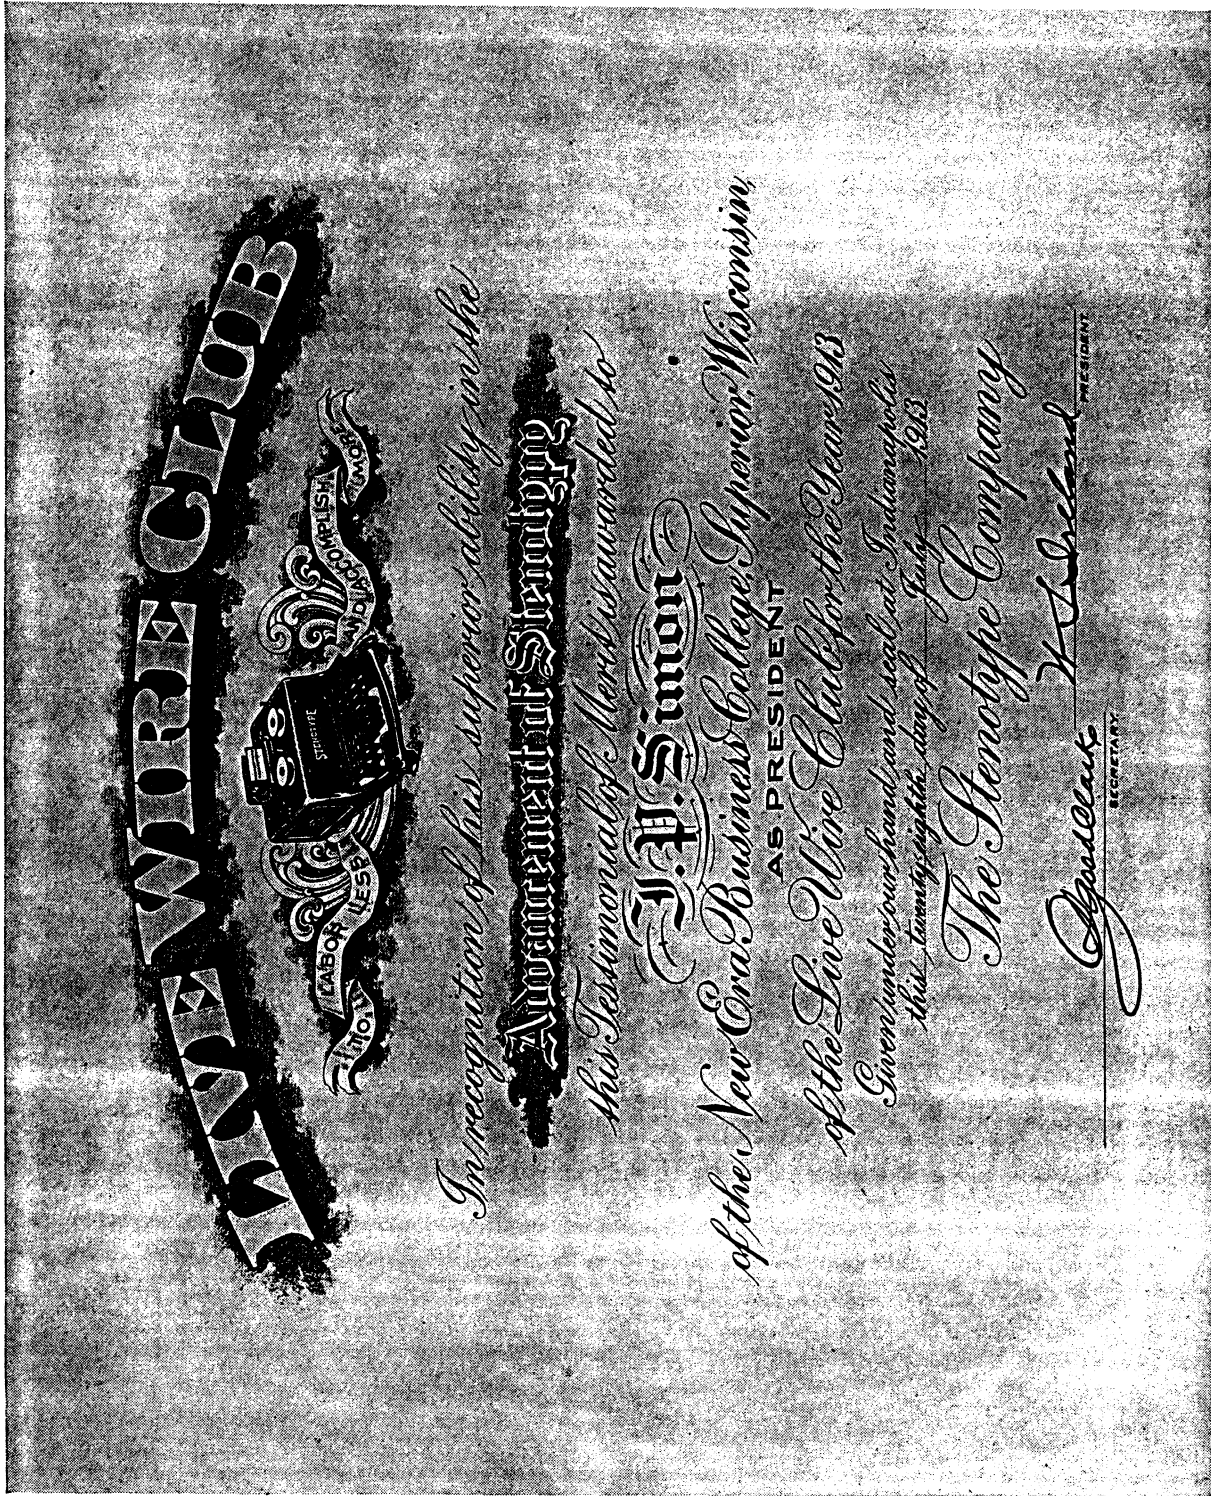 LIVE WIRE CLUB
TO LABOR LESS AND ACCOMPLISH MORE
STENOTYPE
In recognition of his superior ability in the
Advancement of Stenotypy
this Testimonial of Merit is awarded to
J. P. Simon
of the New Era Business College, Superior, Wisconsin,
AS PRESIDENT
of the Live Wire Club for the Year 1913
Given under our hand and seal at Indianapolis
this twenty eighth day of July 1913
The Stenotype Company
PRESIDENT
SECRETARY